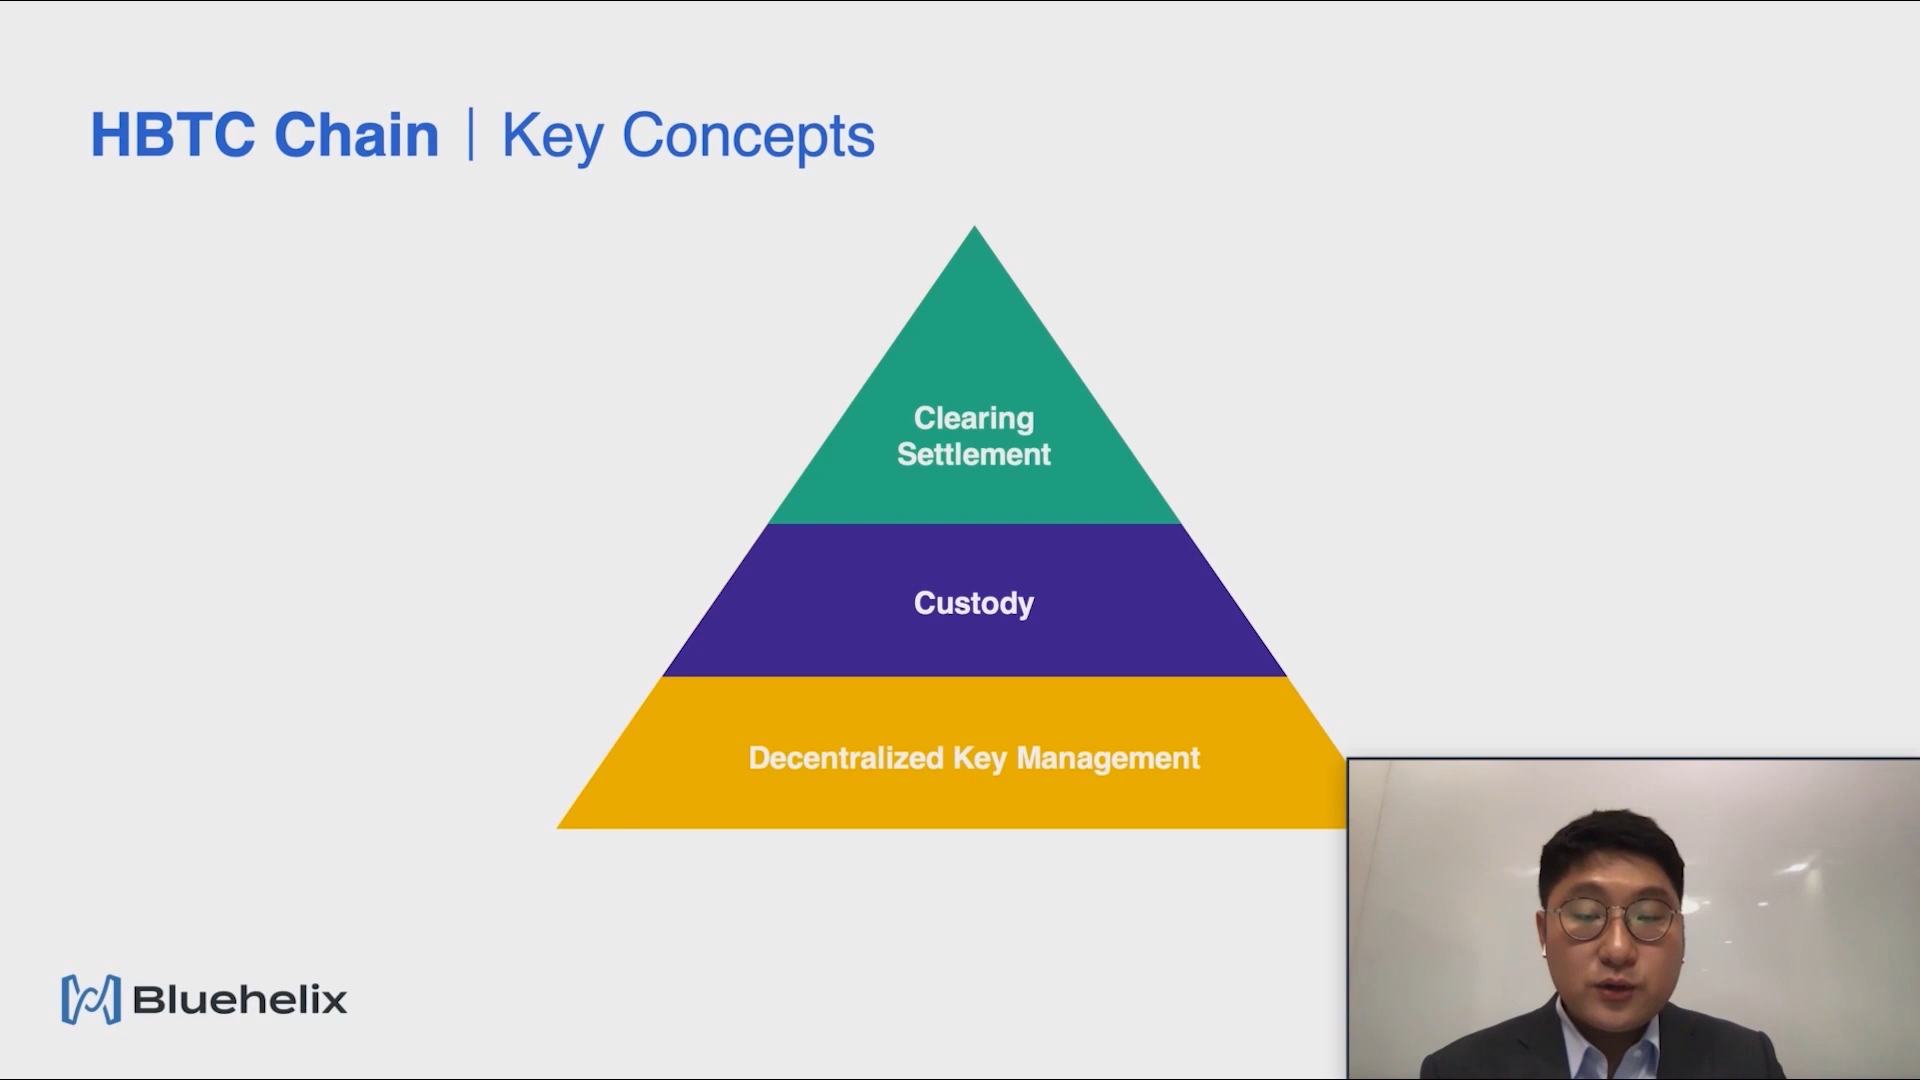 HBTC Chain | Key Concepts
Clearing
Settlement
Custody
Decentralized Key Management
Bluehelix